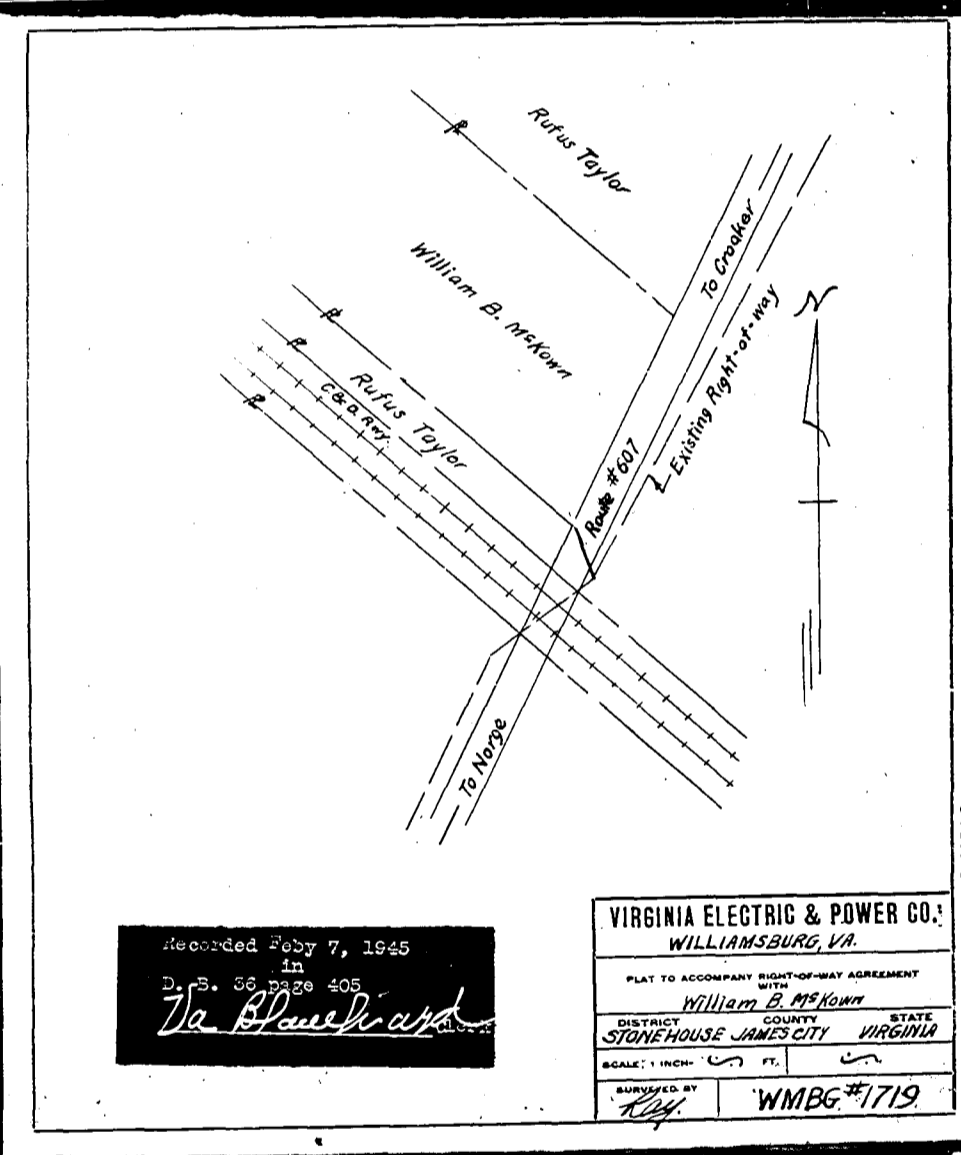 Rufus Taylor
William B. McKown
To Croaker
Existing Right-of-way
Rufus Taylor
C.& O. Rwy.
Route #607
To Norge
Recorded Feby 7, 1945
in
D. B. 36 page 405
Va
VIRGINIA ELECTRIC & POWER CO.
WILLIAMSBURG, VA.
PLAT TO ACCOMPANY RIGHT-OF-WAY AGREEMENT
WITH
William B. McKown
DISTRICT COUNTY STATE
STONEHOUSE JAMES CITY VIRGINIA
SCALE; 1 INCH- FT.
SURVEYED BY
Ray.
WMBG #1719